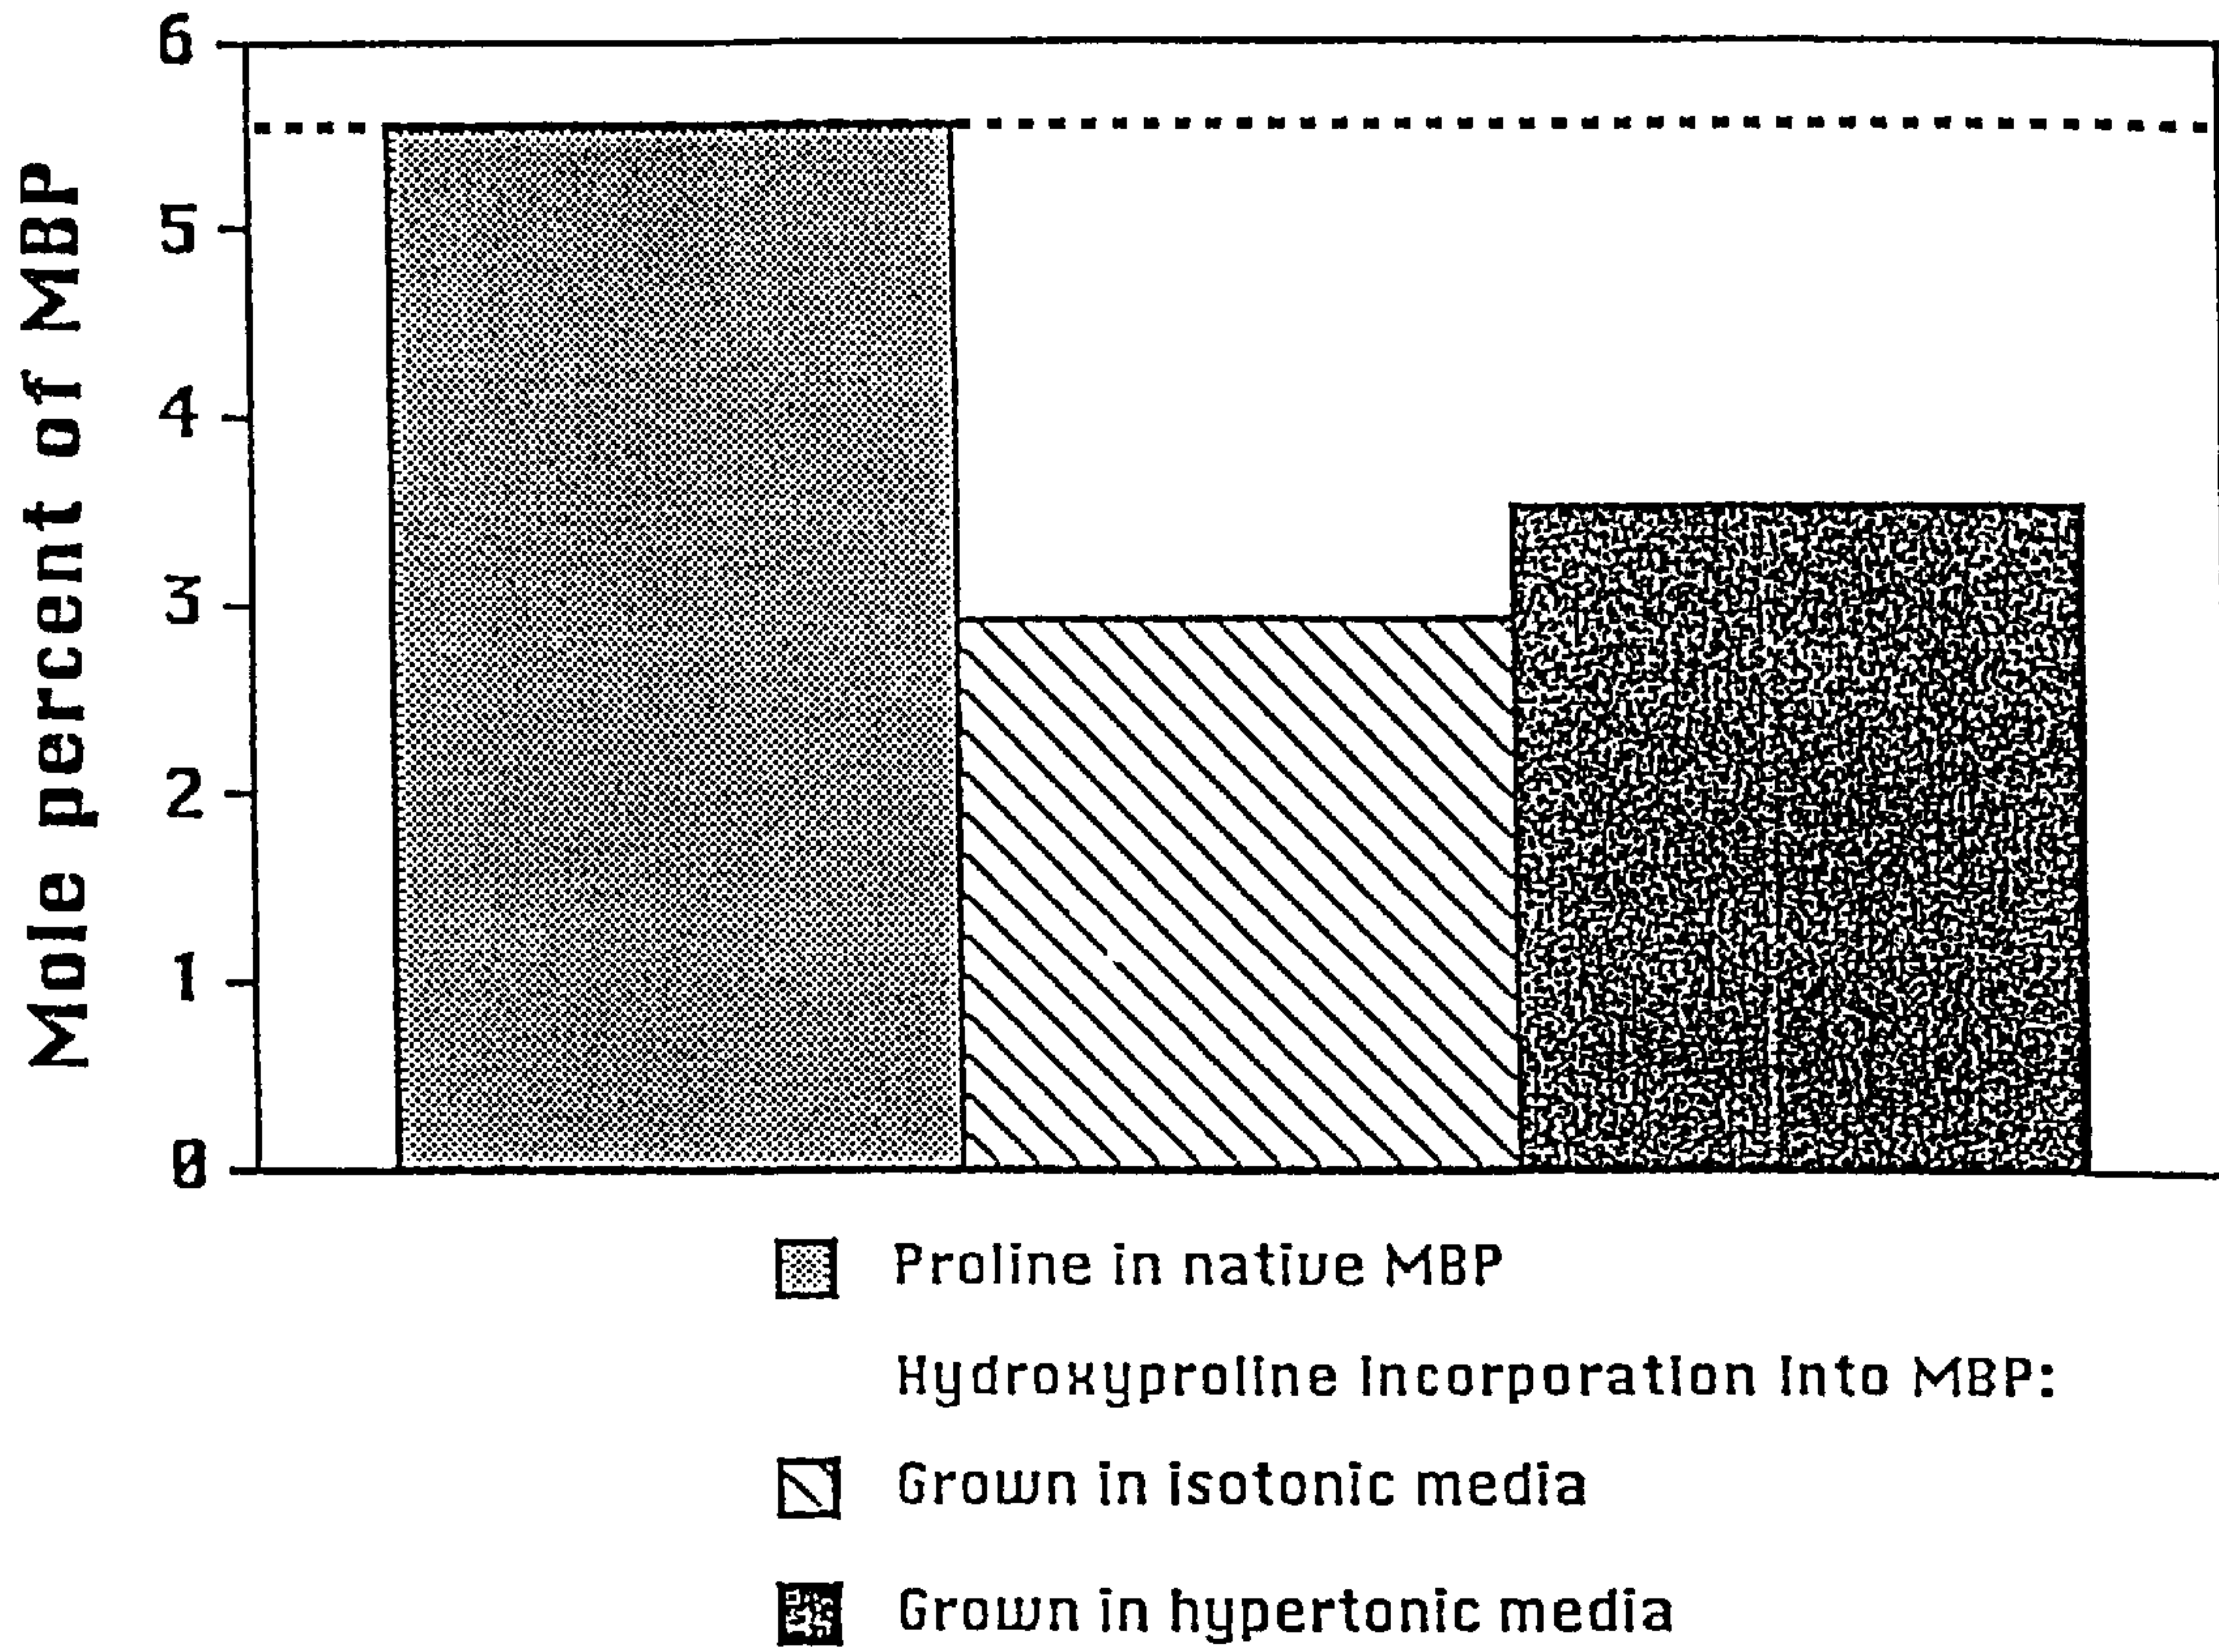 Mole percent of MBP
6
5
4
3
2
1
0
Proline in native MBP
Hydroxyproline incorporation into MBP:
Grown in isotonic media
Grown in hypertonic media